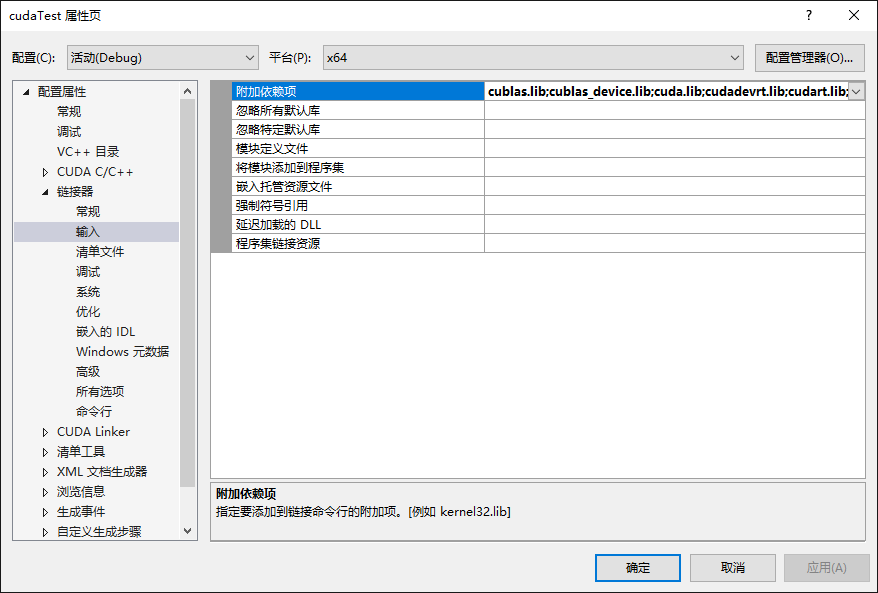 cudaTest 属性页
配置(C): 活动(Debug) 平台(P): x64 配置管理器(O)...
配置属性
常规
调试
VC++ 目录
CUDA C/C++
链接器
常规
输入
清单文件
调试
系统
优化
嵌入的 IDL
Windows 元数据
高级
所有选项
命令行
CUDA Linker
清单工具
XML 文档生成器
浏览信息
生成事件
自定义生成步骤
附加依赖项 cublas.lib;cublas_device.lib;cuda.lib;cudadevrt.lib;cudart.lib;
忽略所有默认库
忽略特定默认库
模块定义文件
将模块添加到程序集
嵌入托管资源文件
强制符号引用
延迟加载的 DLL
程序集链接资源
附加依赖项
指定要添加到链接命令行的附加项。[例如 kernel32.lib]
确定 取消 应用(A)